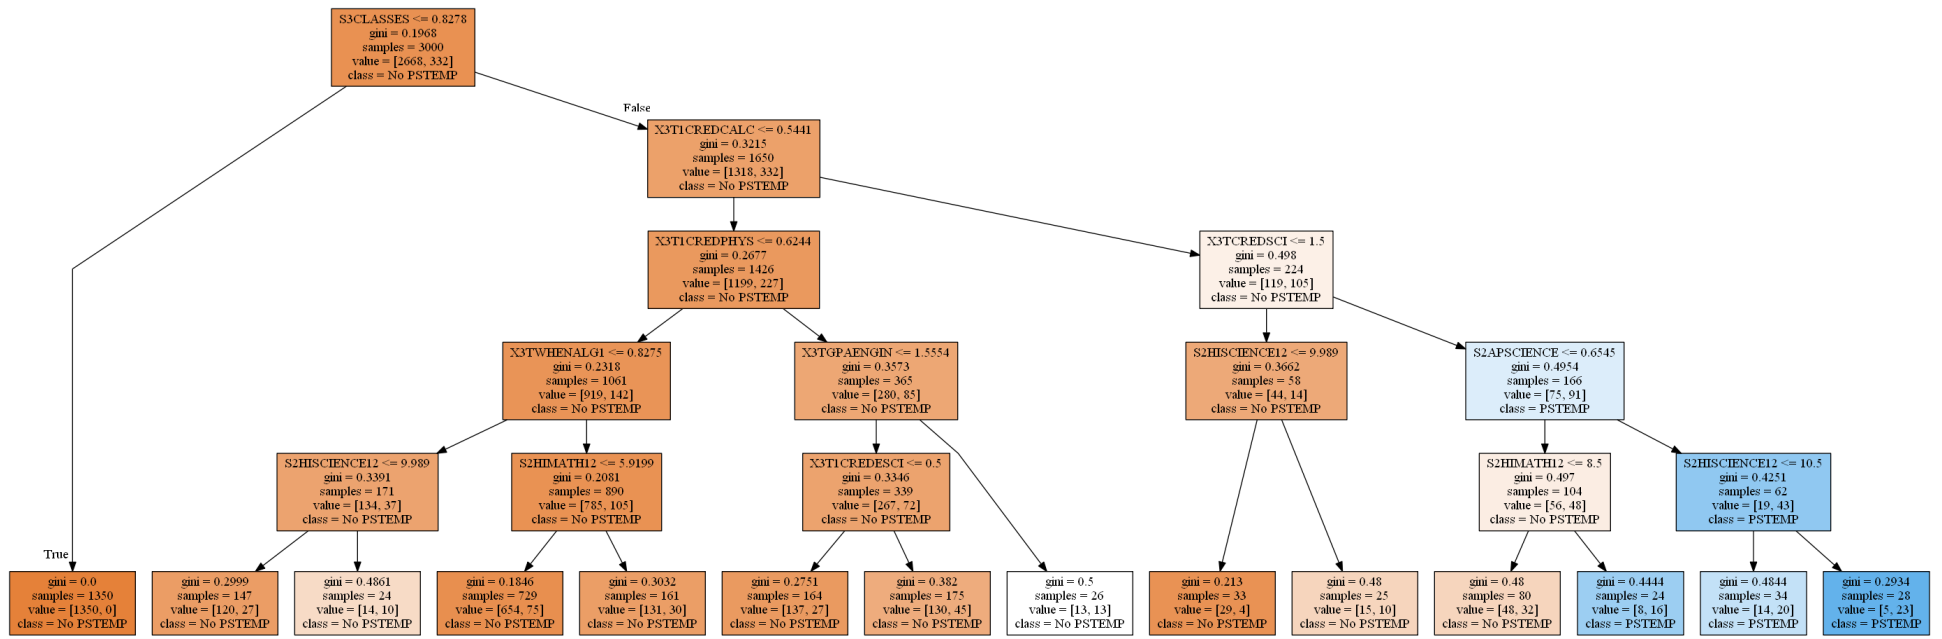 S3CLASSES <= 0.8278
gini = 0.1968
samples = 3000
value = [2668, 332]
class = No PSTEMP
False
X3T1CREDCALC <= 0.5441
gini = 0.3215
samples = 1650
value = [1318, 332]
class = No PSTEMP
X3T1CREDPHYS <= 0.6244
gini = 0.2677
samples = 1426
value = [1199, 227]
class = No PSTEMP
X3TCREDSCI <= 1.5
gini = 0.498
samples = 224
value = [119, 105]
class = No PSTEMP
X3TWHENALG1 <= 0.8275
gini = 0.2318
samples = 1061
value = [919, 142]
class = No PSTEMP
X3TGPAENGIN <= 1.5554
gini = 0.3573
samples = 365
value = [280, 85]
class = No PSTEMP
S2HISCIENCE12 <= 9.989
gini = 0.3662
samples = 58
value = [44, 14]
class = No PSTEMP
S2APSCIENCE <= 0.6545
gini = 0.4954
samples = 166
value = [75, 91]
class = PSTEMP
S2HISCIENCE12 <= 9.989
gini = 0.3391
samples = 171
value = [134, 37]
class = No PSTEMP
S2HIMATH12 <= 5.9199
gini = 0.2081
samples = 890
value = [785, 105]
class = No PSTEMP
X3T1CREDESCI <= 0.5
gini = 0.3346
samples = 339
value = [267, 72]
class = No PSTEMP
S2HIMATH12 <= 8.5
gini = 0.497
samples = 104
value = [56, 48]
class = No PSTEMP
S2HISCIENCE12 <= 10.5
gini = 0.4251
samples = 62
value = [19, 43]
class = PSTEMP
True
gini = 0.0
samples = 1350
value = [1350, 0]
class = No PSTEMP
gini = 0.2999
samples = 147
value = [120, 27]
class = No PSTEMP
gini = 0.4861
samples = 24
value = [14, 10]
class = No PSTEMP
gini = 0.1846
samples = 729
value = [654, 75]
class = No PSTEMP
gini = 0.3032
samples = 161
value = [131, 30]
class = No PSTEMP
gini = 0.2751
samples = 164
value = [137, 27]
class = No PSTEMP
gini = 0.382
samples = 175
value = [130, 45]
class = No PSTEMP
gini = 0.5
samples = 26
value = [13, 13]
class = No PSTEMP
gini = 0.213
samples = 33
value = [29, 4]
class = No PSTEMP
gini = 0.48
samples = 25
value = [15, 10]
class = No PSTEMP
gini = 0.48
samples = 80
value = [48, 32]
class = No PSTEMP
gini = 0.4444
samples = 24
value = [8, 16]
class = PSTEMP
gini = 0.4844
samples = 34
value = [14, 20]
class = PSTEMP
gini = 0.2934
samples = 28
value = [5, 23]
class = PSTEMP